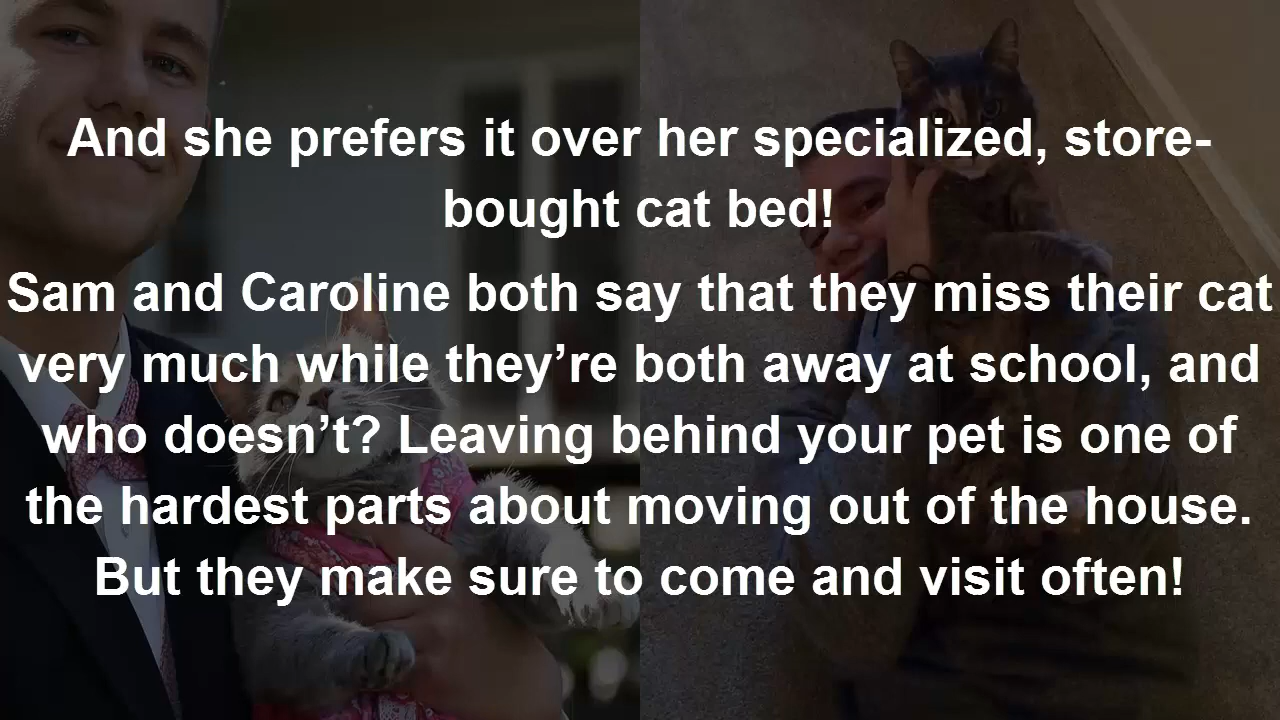 And she prefers it over her specialized, store-
bought cat bed!
Sam and Caroline both say that they miss their cat
very much while they’re both away at school, and
who doesn’t? Leaving behind your pet is one of
the hardest parts about moving out of the house.
But they make sure to come and visit often!